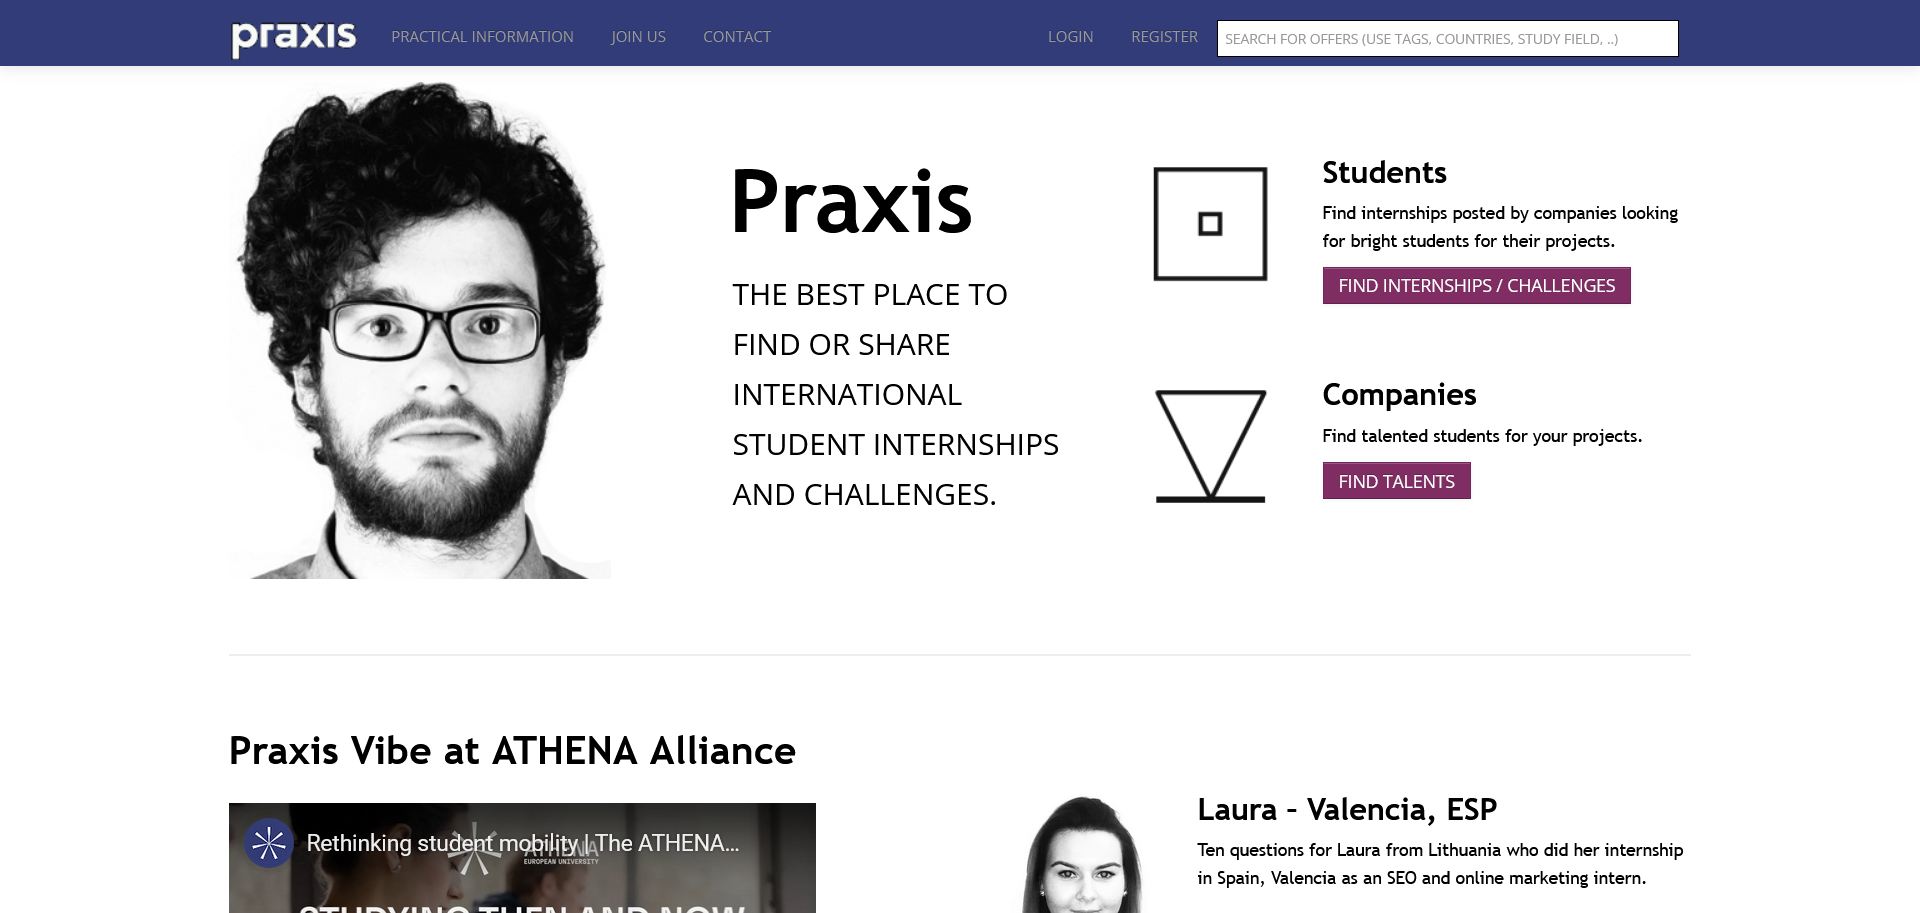 praxis
PRACTICAL INFORMATION
JOIN US
CONTACT
LOGIN
REGISTER
SEARCH FOR OFFERS (USE TAGS, COUNTRIES, STUDY FIELD, ..)
Praxis
THE BEST PLACE TO
FIND OR SHARE
INTERNATIONAL
STUDENT INTERNSHIPS
AND CHALLENGES.
Students
Find internships posted by companies looking
for bright students for their projects.
FIND INTERNSHIPS / CHALLENGES
Companies
Find talented students for your projects.
FIND TALENTS
Praxis Vibe at ATHENA Alliance
Rethinking student mobility | The ATHENA...
ATHENA
EUROPEAN UNIVERSITY
STUDYING THEN AND NOW
Laura - Valencia, ESP
Ten questions for Laura from Lithuania who did her internship
in Spain, Valencia as an SEO and online marketing intern.